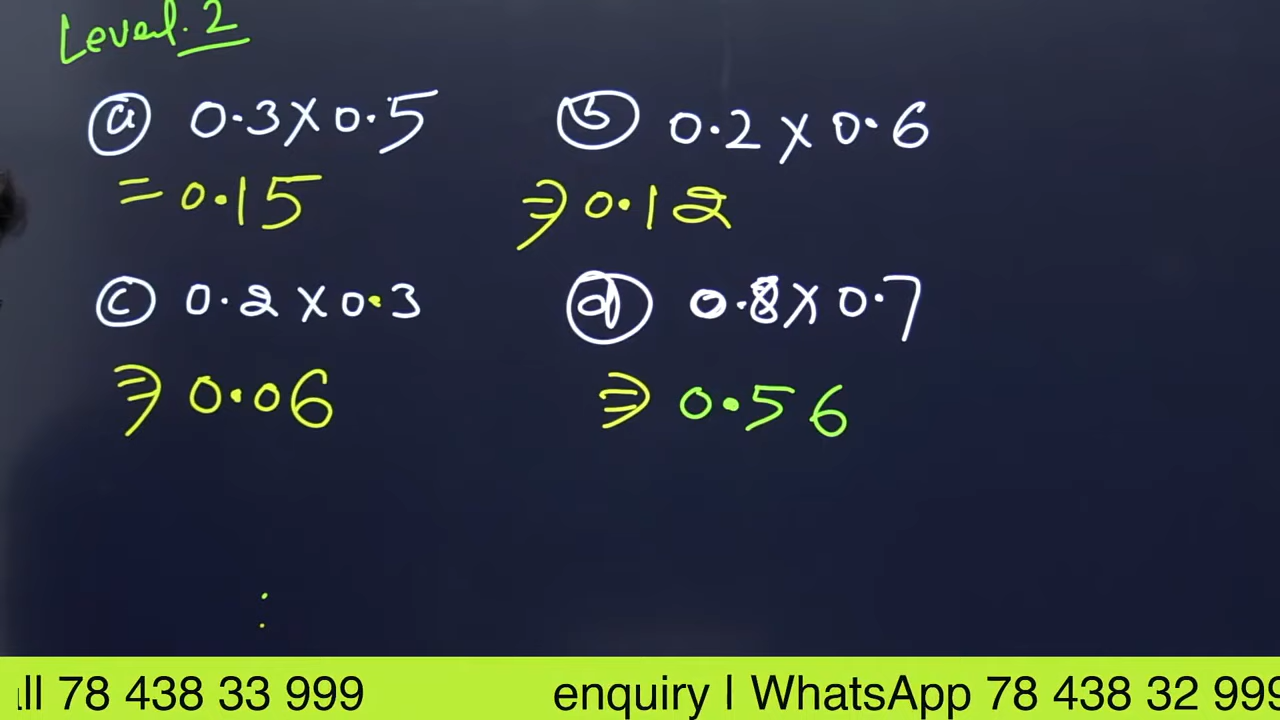 Level. 2
(a) 0.3 x 0.5 (b) 0.2 x 0.6
= 0.15 ⇒ 0.12
(c) 0.2 x 0.3 (d) 0.8 x 0.7
⇒ 0.06 ⇒ 0.56
:
ll 78 438 33 999 enquiry | WhatsApp 78 438 32 999